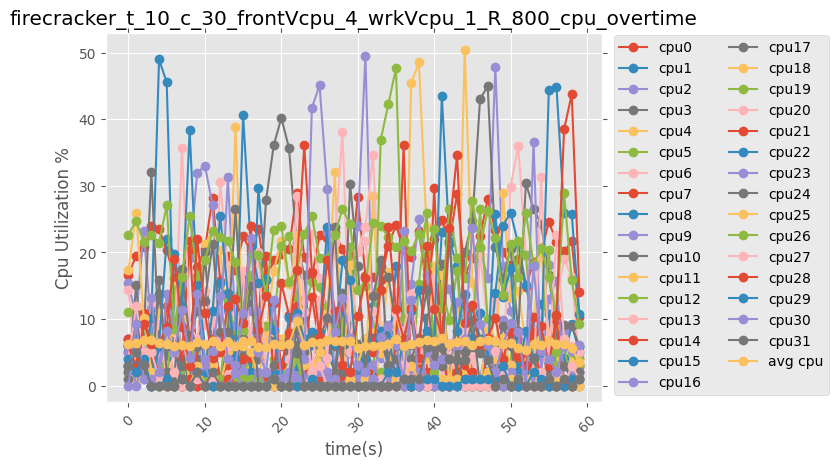 firecracker_t_10_c_30_frontVcpu_4_wrkVcpu_1_R_800_cpu_overtime
Cpu Utilization %
50
40
30
20
10
0
0
10
20
30
40
50
60
time(s)
cpu0
cpu1
cpu2
cpu3
cpu4
cpu5
cpu6
cpu7
cpu8
cpu9
cpu10
cpu11
cpu12
cpu13
cpu14
cpu15
cpu16
cpu17
cpu18
cpu19
cpu20
cpu21
cpu22
cpu23
cpu24
cpu25
cpu26
cpu27
cpu28
cpu29
cpu30
cpu31
avg cpu